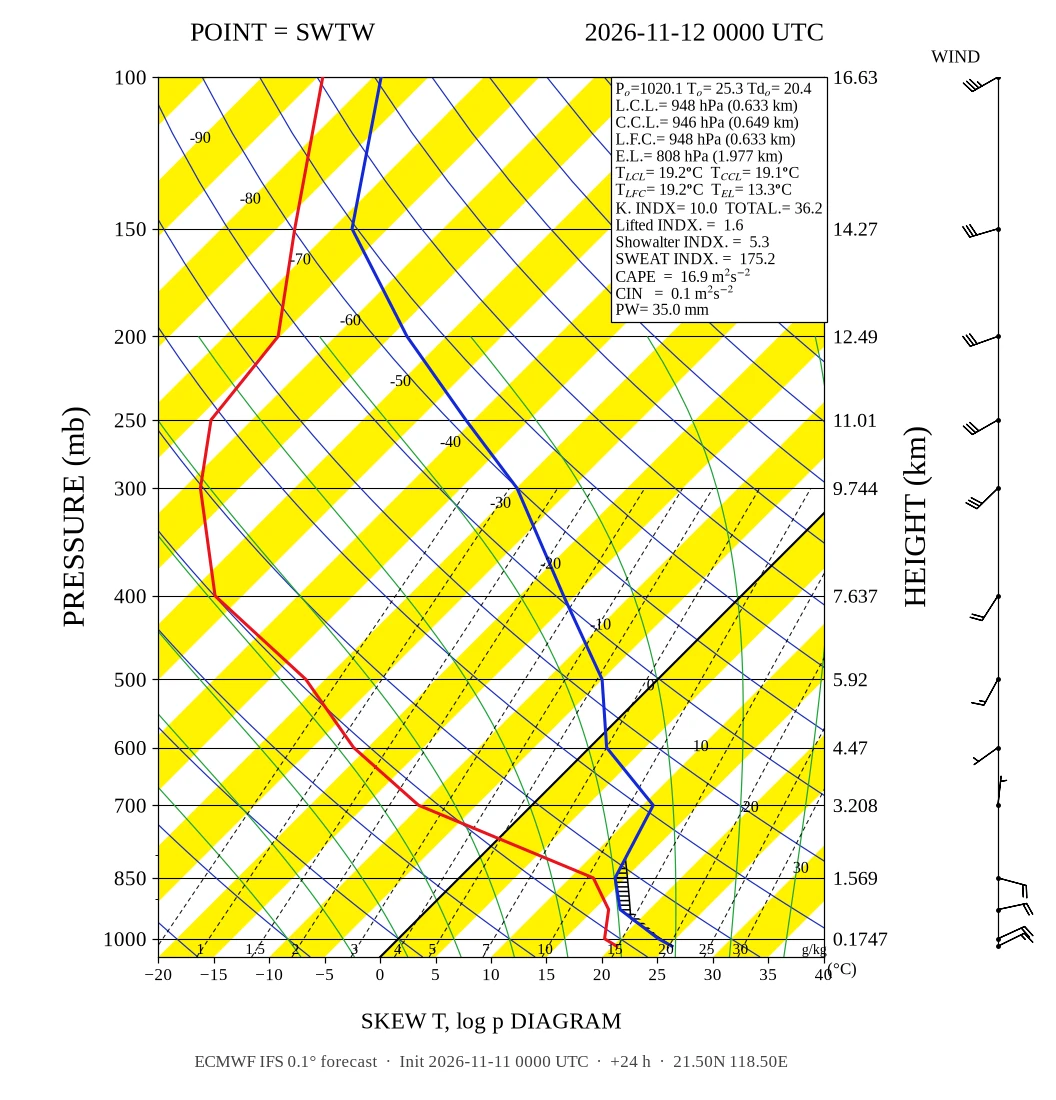 POINT = SWTW
2026-11-12 0000 UTC
WIND
100
16.63
Pₒ=1020.1 Tₒ= 25.3 Tdₒ= 20.4
L.C.L.= 948 hPa (0.633 km)
C.C.L.= 946 hPa (0.649 km)
L.F.C.= 948 hPa (0.633 km)
E.L.= 808 hPa (1.977 km)
T_LCL= 19.2°C T_CCL= 19.1°C
T_LFC= 19.2°C T_EL= 13.3°C
K. INDX= 10.0 TOTAL.= 36.2
Lifted INDX. = 1.6
Showalter INDX. = 5.3
SWEAT INDX. = 175.2
CAPE = 16.9 m²s⁻²
CIN = 0.1 m²s⁻²
PW= 35.0 mm
-90
-80
150
14.27
-70
-60
200
12.49
-50
250
11.01
-40
300
9.744
-30
-20
400
7.637
-10
500
5.92
0
600
4.47
10
700
3.208
20
850
1.569
30
1000
0.1747
1 1.5 2 3 4 5 7 10 15 20 25 30 g/kg
−20 −15 −10 −5 0 5 10 15 20 25 30 35 40
(°C)
PRESSURE (mb)
HEIGHT (km)
SKEW T, log p DIAGRAM
ECMWF IFS 0.1° forecast · Init 2026-11-11 0000 UTC · +24 h · 21.50N 118.50E